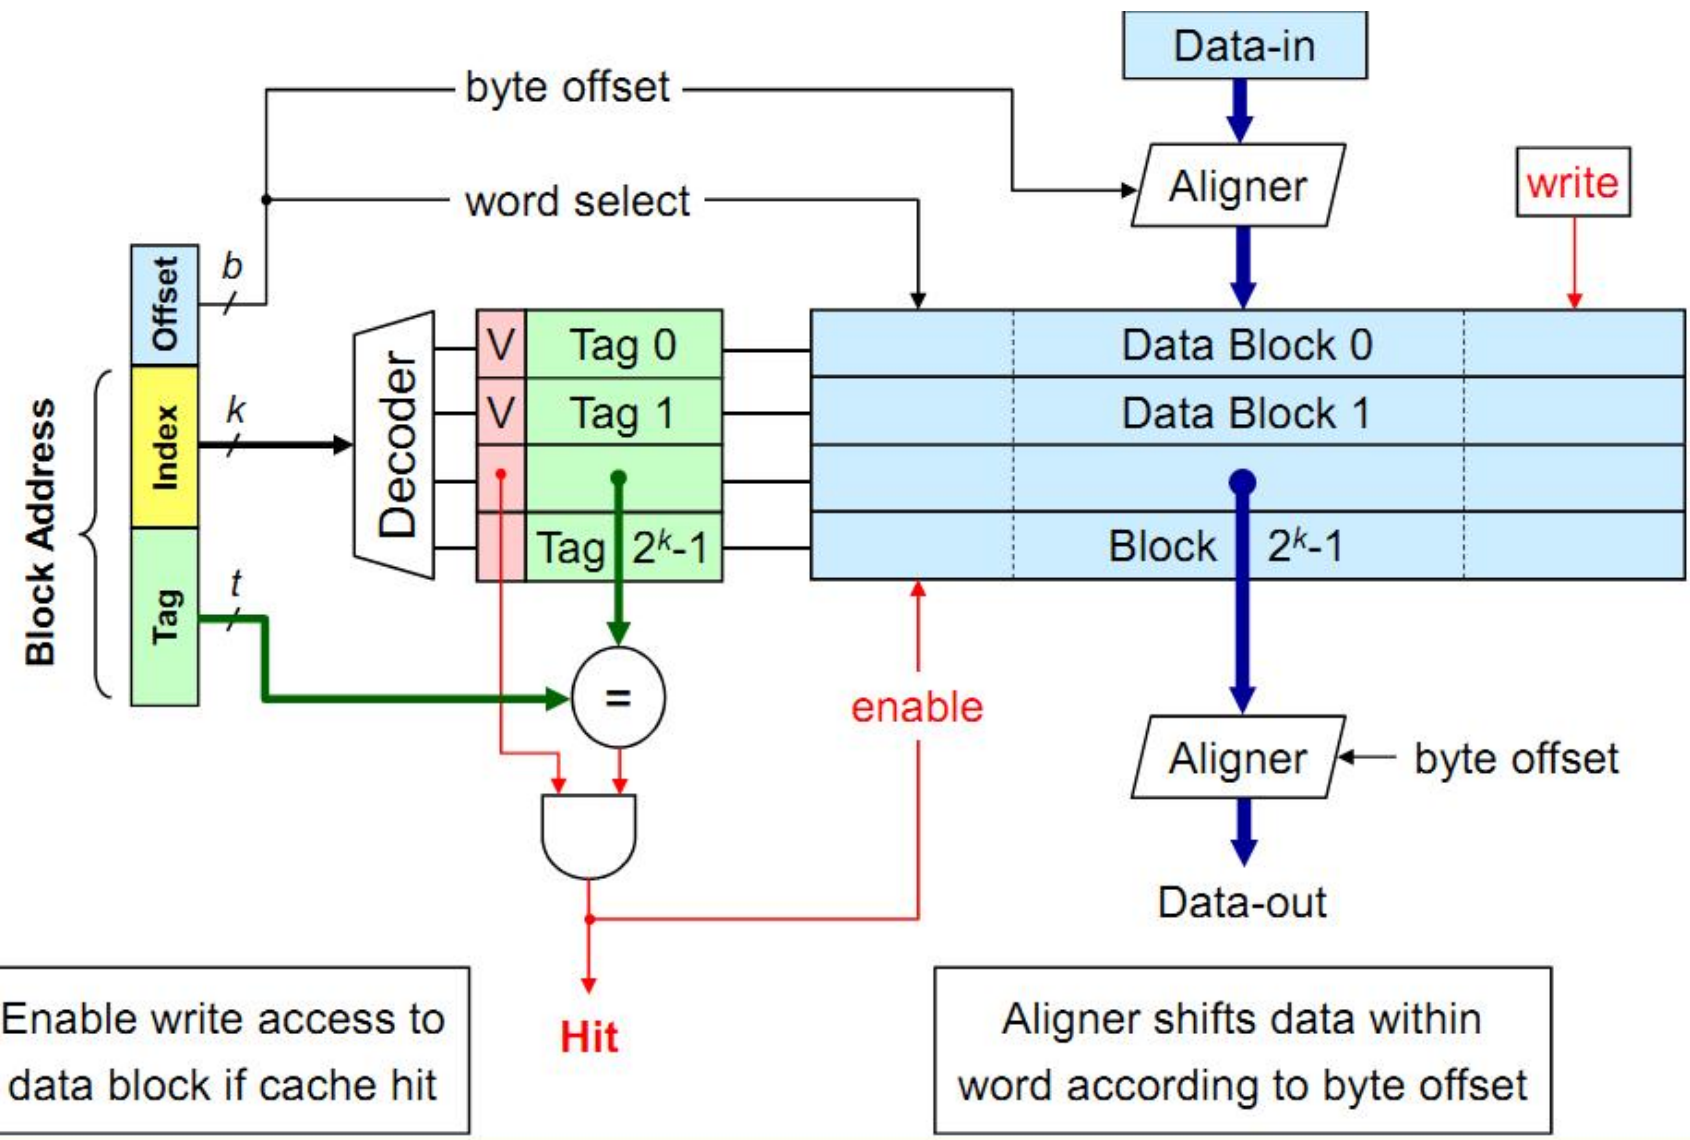 Data-in
byte offset
Aligner
write
word select
Offset
b
Block Address
Index
k
Tag
t
Decoder
V
Tag 0
Data Block 0
V
Tag 1
Data Block 1
Tag 2ᵏ-1
Block 2ᵏ-1
=
enable
Aligner
byte offset
Data-out
Hit
Enable write access to
data block if cache hit
Aligner shifts data within
word according to byte offset